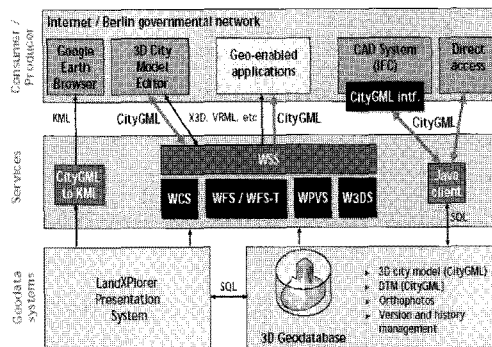 Consumer /
Producer
Internet / Berlin governmental network
Google
Earth
Browser
3D City
Model
Editor
Geo-enabled
applications
CAD System
(IFC)
CityGML intf.
Direct
access
KML
CityGML
X3D, VRML, etc
CityGML
CityGML
Services
CityGML
to KML
WSS
WCS
WFS / WFS-T
WPVS
W3DS
Java
client
SQL
Geodata
systems
LandXPlorer
Presentation
System
SQL
3D Geodatabase
3D city model (CityGML)
DTM (CityGML)
Orthophotos
Version and history
management